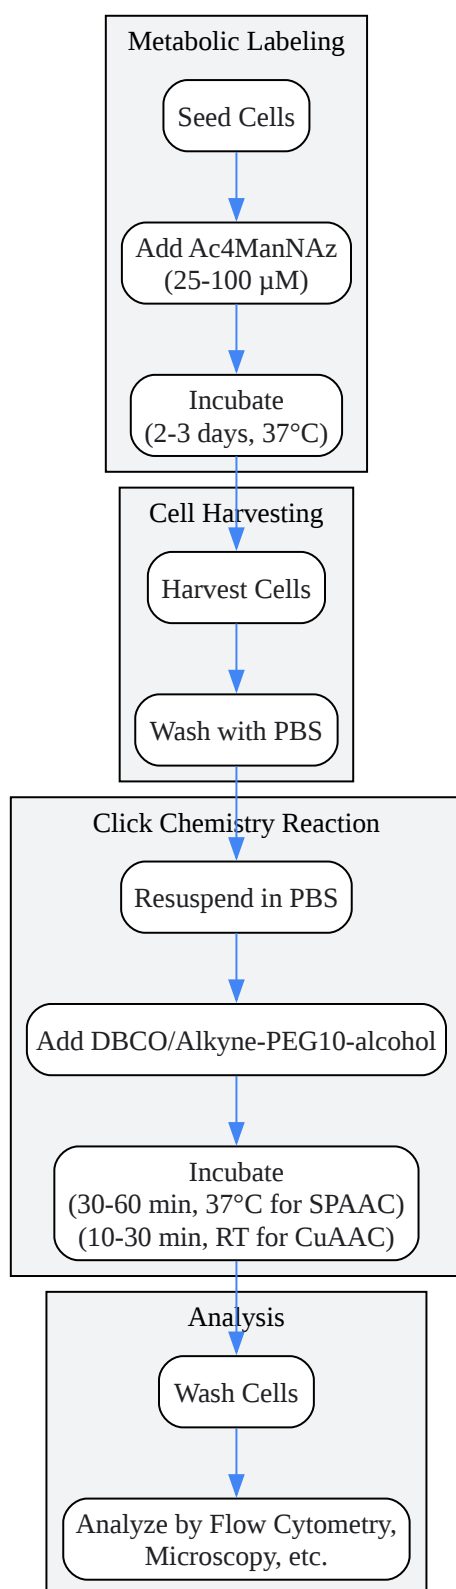 Metabolic Labeling
Seed Cells
Add Ac4ManNAz
(25-100 µM)
Incubate
(2-3 days, 37°C)
Cell Harvesting
Harvest Cells
Wash with PBS
Click Chemistry Reaction
Resuspend in PBS
Add DBCO/Alkyne-PEG10-alcohol
Incubate
(30-60 min, 37°C for SPAAC)
(10-30 min, RT for CuAAC)
Analysis
Wash Cells
Analyze by Flow Cytometry,
Microscopy, etc.